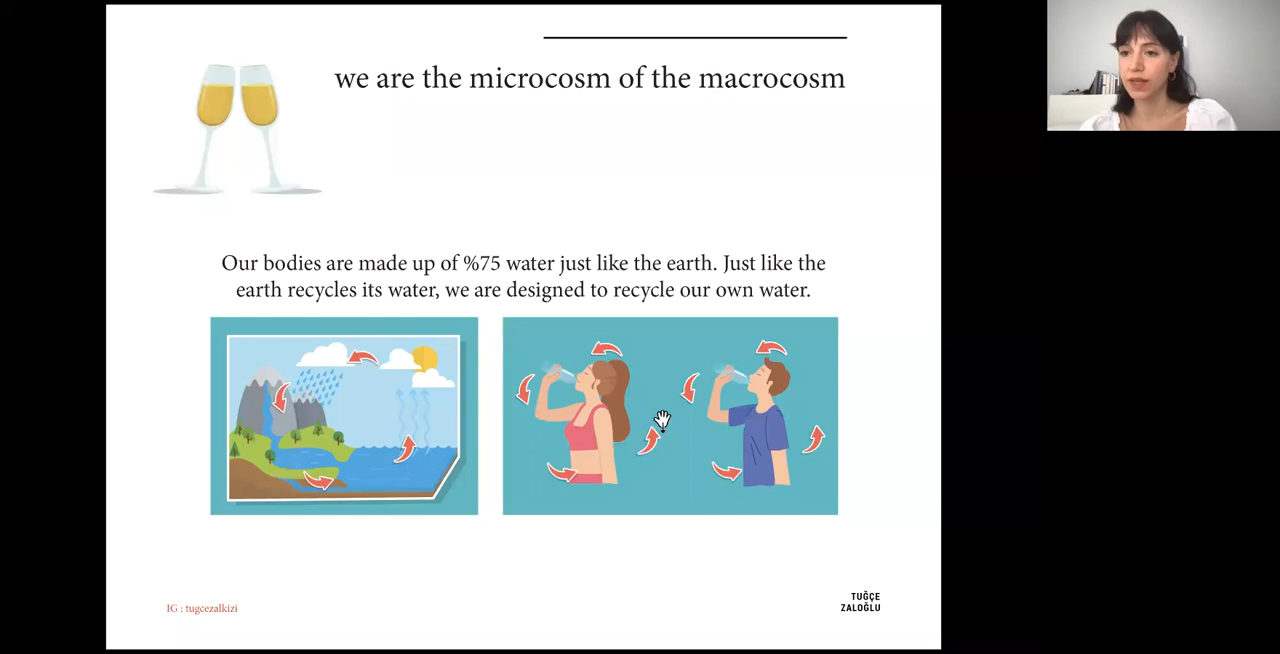 we are the microcosm of the macrocosm
Our bodies are made up of %75 water just like the earth. Just like the
earth recycles its water, we are designed to recycle our own water.
IG : tugcezalkizi
TUĞÇE
ZALOĞLU